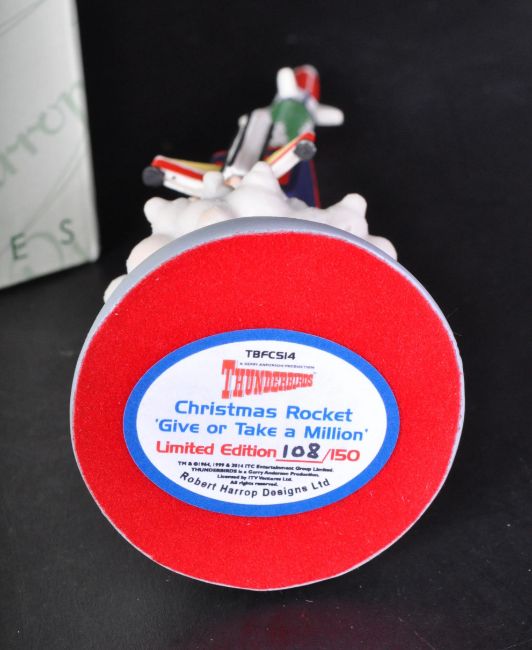 E S
TBFCS14
A GERRY ANDERSON PRODUCTION
THUNDERBIRDS
Christmas Rocket
'Give or Take a Million'
Limited Edition 108/150
TM & ©1964, 1999 & 2014 ITC Entertainment Group Limited.
THUNDERBIRDS is a Gerry Anderson Production.
Licensed by ITV Ventures Ltd.
All rights reserved.
Robert Harrop Designs Ltd